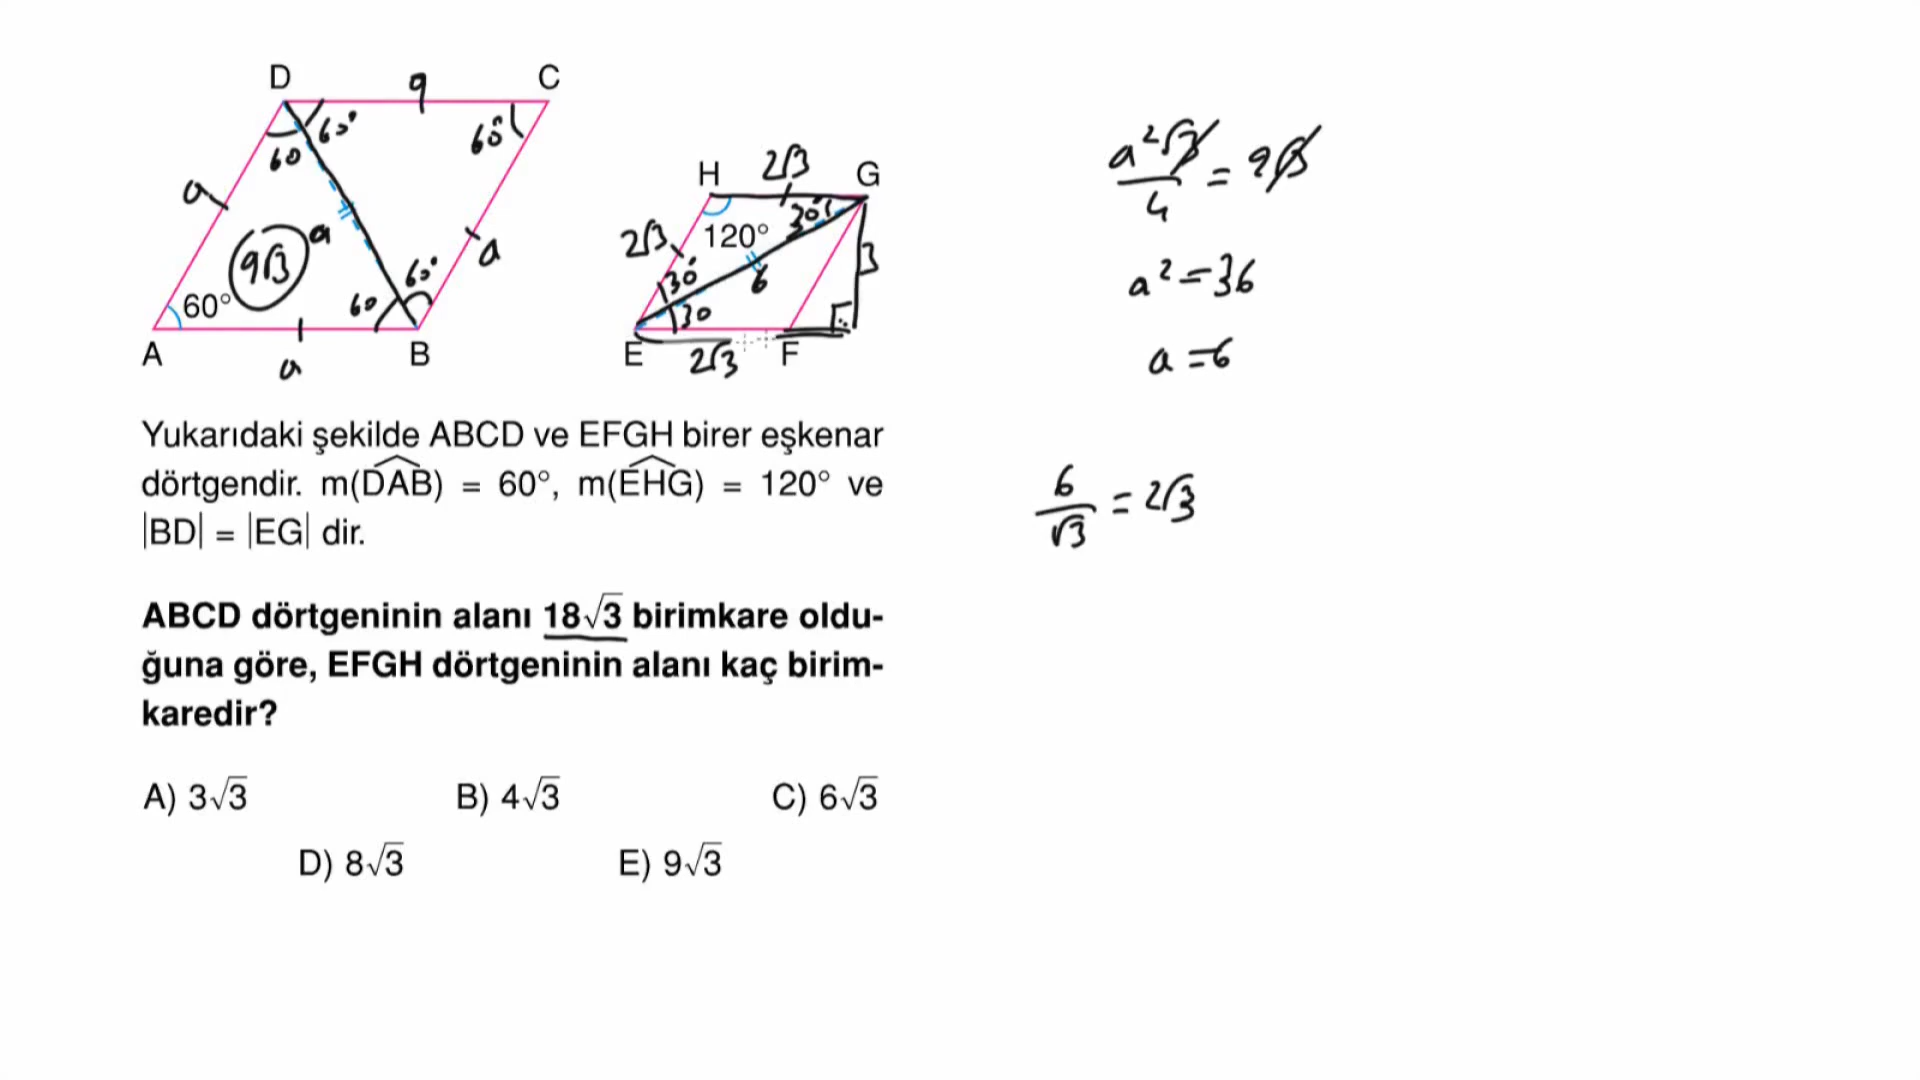 D 9 C
60° 60 60°
a
9√3 a
a
60° 60 60°
A a B
H 2√3 G
2√3 120° 30°
30° 6 3
30
E 2√3 F
a²√3 / 4 = 9√3
a² = 36
a = 6
6 / √3 = 2√3
Yukarıdaki şekilde ABCD ve EFGH birer eşkenar
dörtgendir. m(DAB) = 60°, m(EHG) = 120° ve
|BD| = |EG| dir.
ABCD dörtgeninin alanı 18√3 birimkare oldu-
ğuna göre, EFGH dörtgeninin alanı kaç birim-
karedir?
A) 3√3 B) 4√3 C) 6√3
D) 8√3 E) 9√3